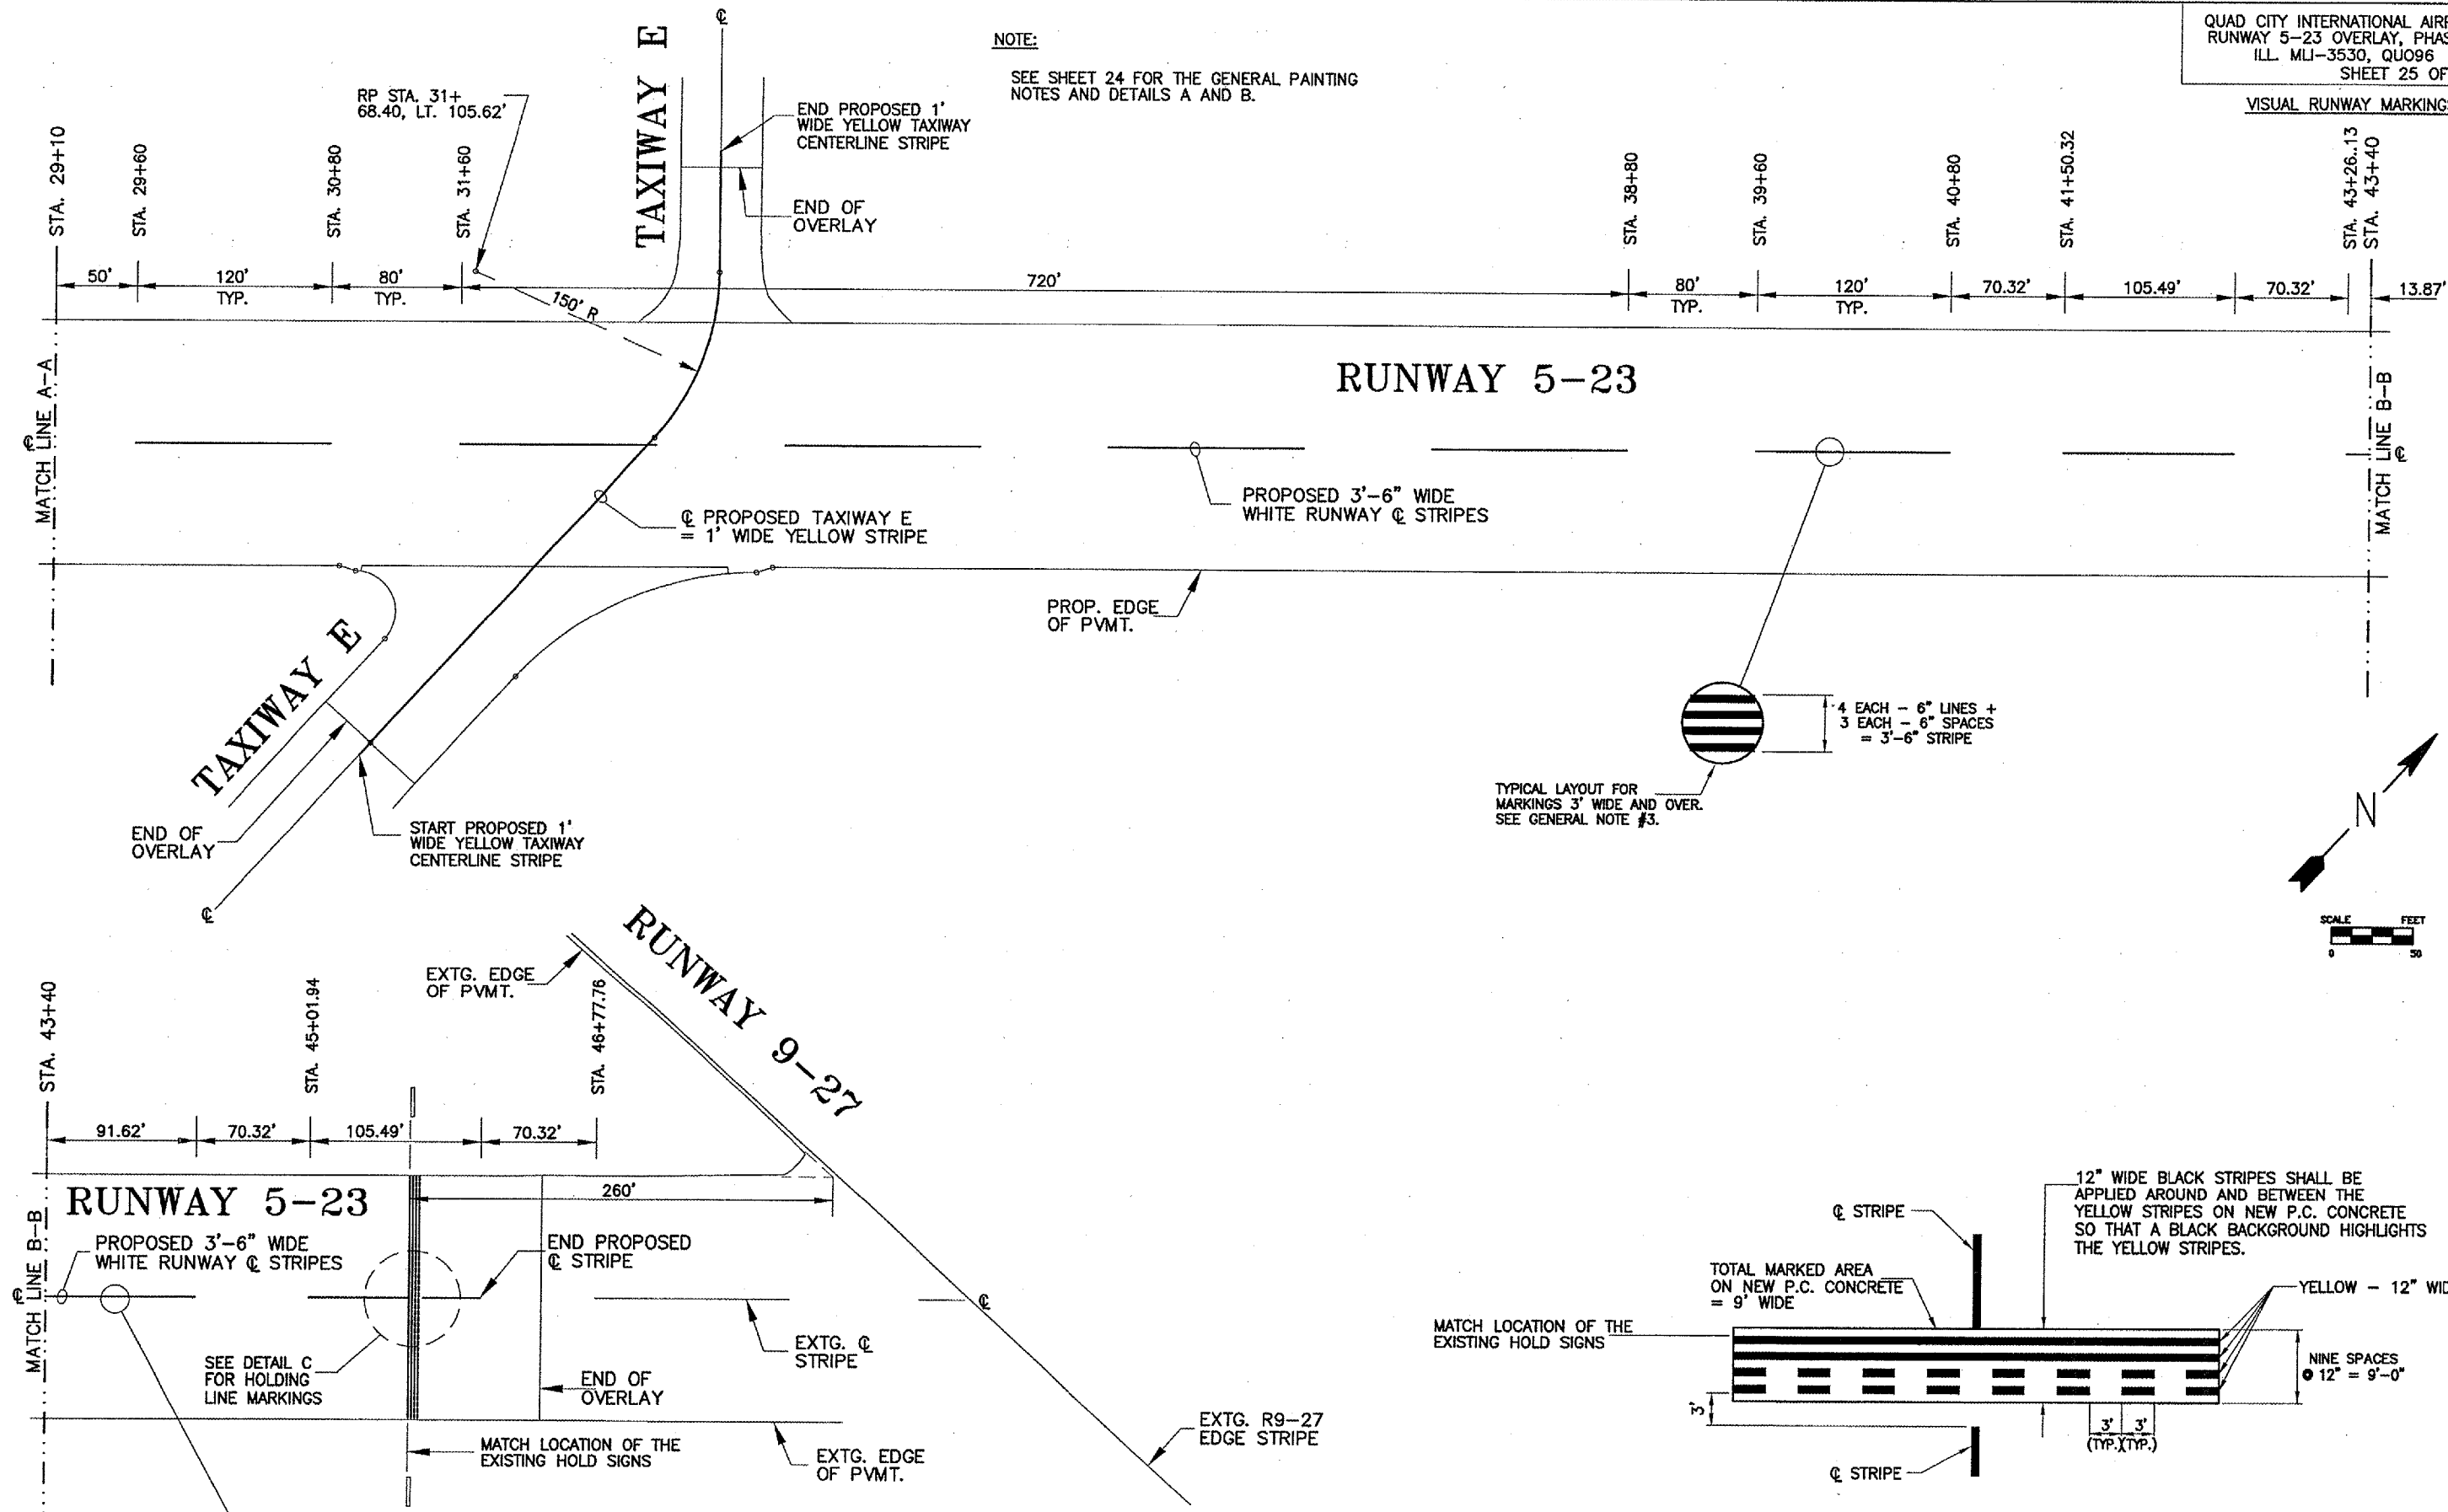 QUAD CITY INTERNATIONAL
RUNWAY 5-23 OVERLAY,
ILL. MLI-3530, QU096
SHEET 25 OF
VISUAL RUNWAY
NOTE:
SEE SHEET 24 FOR THE GENERAL PAINTING
NOTES AND DETAILS A AND B.
RP STA. 31+
68.40, LT. 105.62'
TAXIWAY E
℄
END PROPOSED 1'
WIDE YELLOW TAXIWAY
CENTERLINE STRIPE
END OF
OVERLAY
STA. 29+10
STA. 29+60
STA. 30+80
STA. 31+60
STA. 38+80
STA. 39+60
STA. 40+80
STA. 41+50.32
STA. 43+26..13
STA. 43+40
50'
120'
TYP.
80'
TYP.
720'
80'
TYP.
120'
TYP.
70.32'
105.49'
70.32'
13.87'
150' R
MATCH LINE A-A
RUNWAY 5-23
MATCH LINE B-B
℄
℄
℄ PROPOSED TAXIWAY E
= 1' WIDE YELLOW STRIPE
PROPOSED 3'-6" WIDE
WHITE RUNWAY ℄ STRIPES
PROP. EDGE
OF PVMT.
TAXIWAY E
END OF
OVERLAY
START PROPOSED 1'
WIDE YELLOW TAXIWAY
CENTERLINE STRIPE
℄
4 EACH - 6" LINES +
3 EACH - 6" SPACES
= 3'-6" STRIPE
TYPICAL LAYOUT FOR
MARKINGS 3' WIDE AND OVER.
SEE GENERAL NOTE #3.
N
SCALE FEET
0 50
RUNWAY 9-27
EXTG. EDGE
OF PVMT.
STA. 43+40
STA. 45+01.94
STA. 46+77.76
91.62'
70.32'
105.49'
70.32'
RUNWAY 5-23
260'
MATCH LINE B-B
PROPOSED 3'-6" WIDE
WHITE RUNWAY ℄ STRIPES
END PROPOSED
℄ STRIPE
℄
℄
SEE DETAIL C
FOR HOLDING
LINE MARKINGS
EXTG. ℄
STRIPE
END OF
OVERLAY
MATCH LOCATION OF THE
EXISTING HOLD SIGNS
EXTG. EDGE
OF PVMT.
EXTG. R9-27
EDGE STRIPE
12" WIDE BLACK STRIPES SHALL BE
APPLIED AROUND AND BETWEEN THE
YELLOW STRIPES ON NEW P.C. CONCRETE
SO THAT A BLACK BACKGROUND HIGHLIGHTS
THE YELLOW STRIPES.
℄ STRIPE
TOTAL MARKED AREA
ON NEW P.C. CONCRETE
= 9' WIDE
YELLOW - 12"
MATCH LOCATION OF THE
EXISTING HOLD SIGNS
NINE SPACES
@ 12" = 9'-0"
3'
3' 3'
(TYP.)(TYP.)
℄ STRIPE